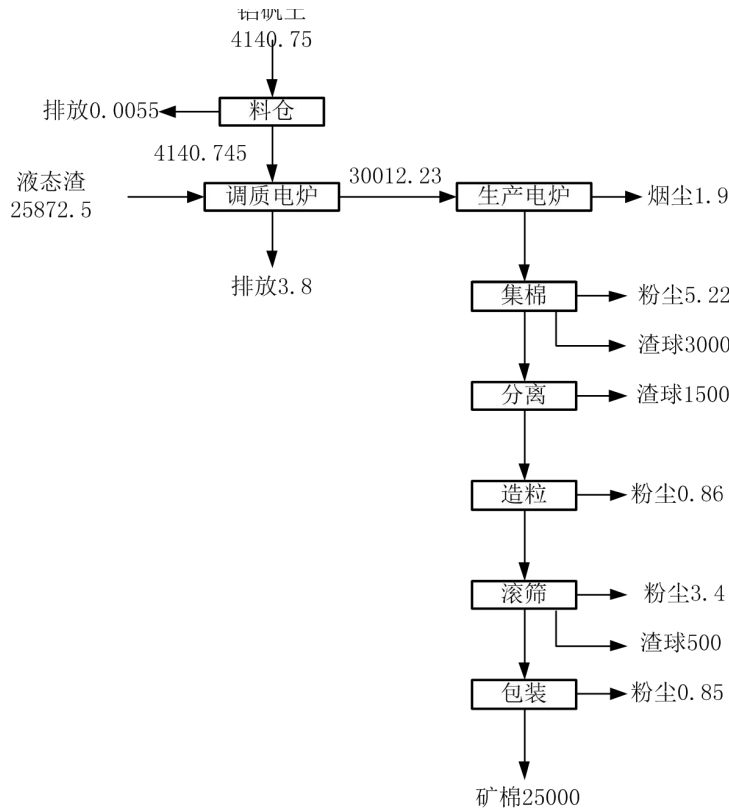 4140.75
排放0.0055
料仓
4140.745
30012.23
液态渣
25872.5
调质电炉
生产电炉
烟尘1.9
排放3.8
集棉
粉尘5.22
渣球3000
分离
渣球1500
造粒
粉尘0.86
滚筛
粉尘3.4
渣球500
包装
粉尘0.85
矿棉25000